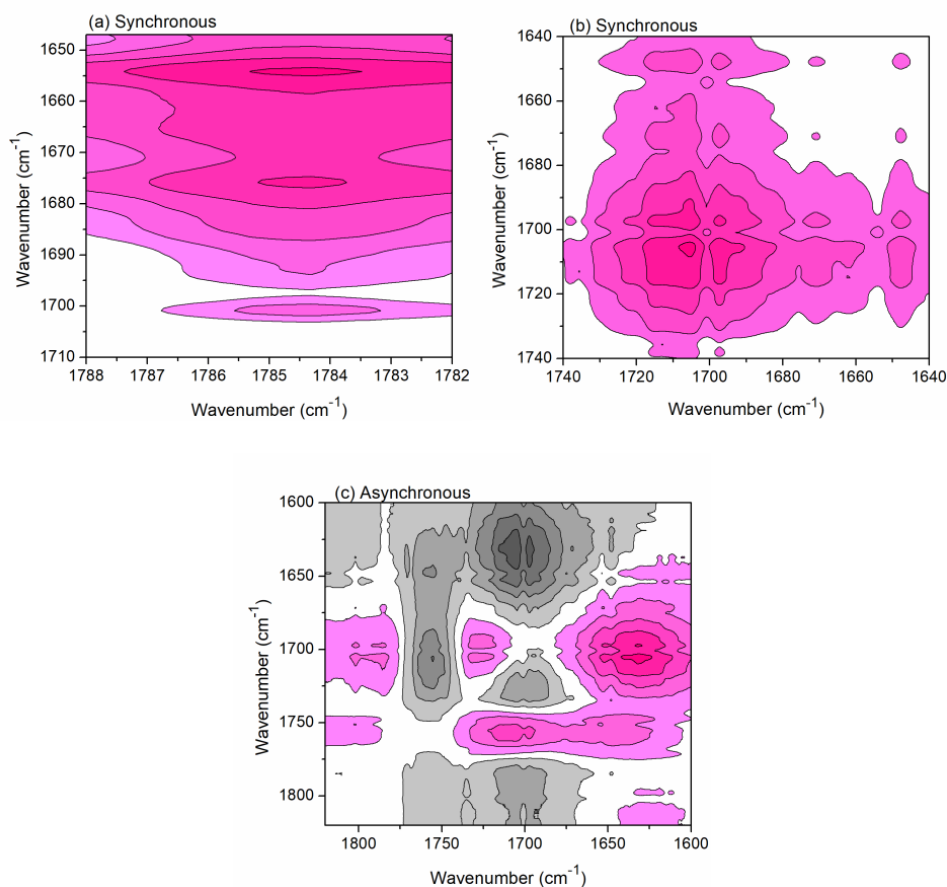 (a) Synchronous
1650
1660
1670
1680
1690
1700
1710
1788 1787 1786 1785 1784 1783 1782
Wavenumber (cm-1)
Wavenumber (cm-1)
(b) Synchronous
1640
1660
1680
1700
1720
1740
1740 1720 1700 1680 1660 1640
Wavenumber (cm-1)
Wavenumber (cm-1)
(c) Asynchronous
1600
1650
1700
1750
1800
1800 1750 1700 1650 1600
Wavenumber (cm-1)
Wavenumber (cm-1)